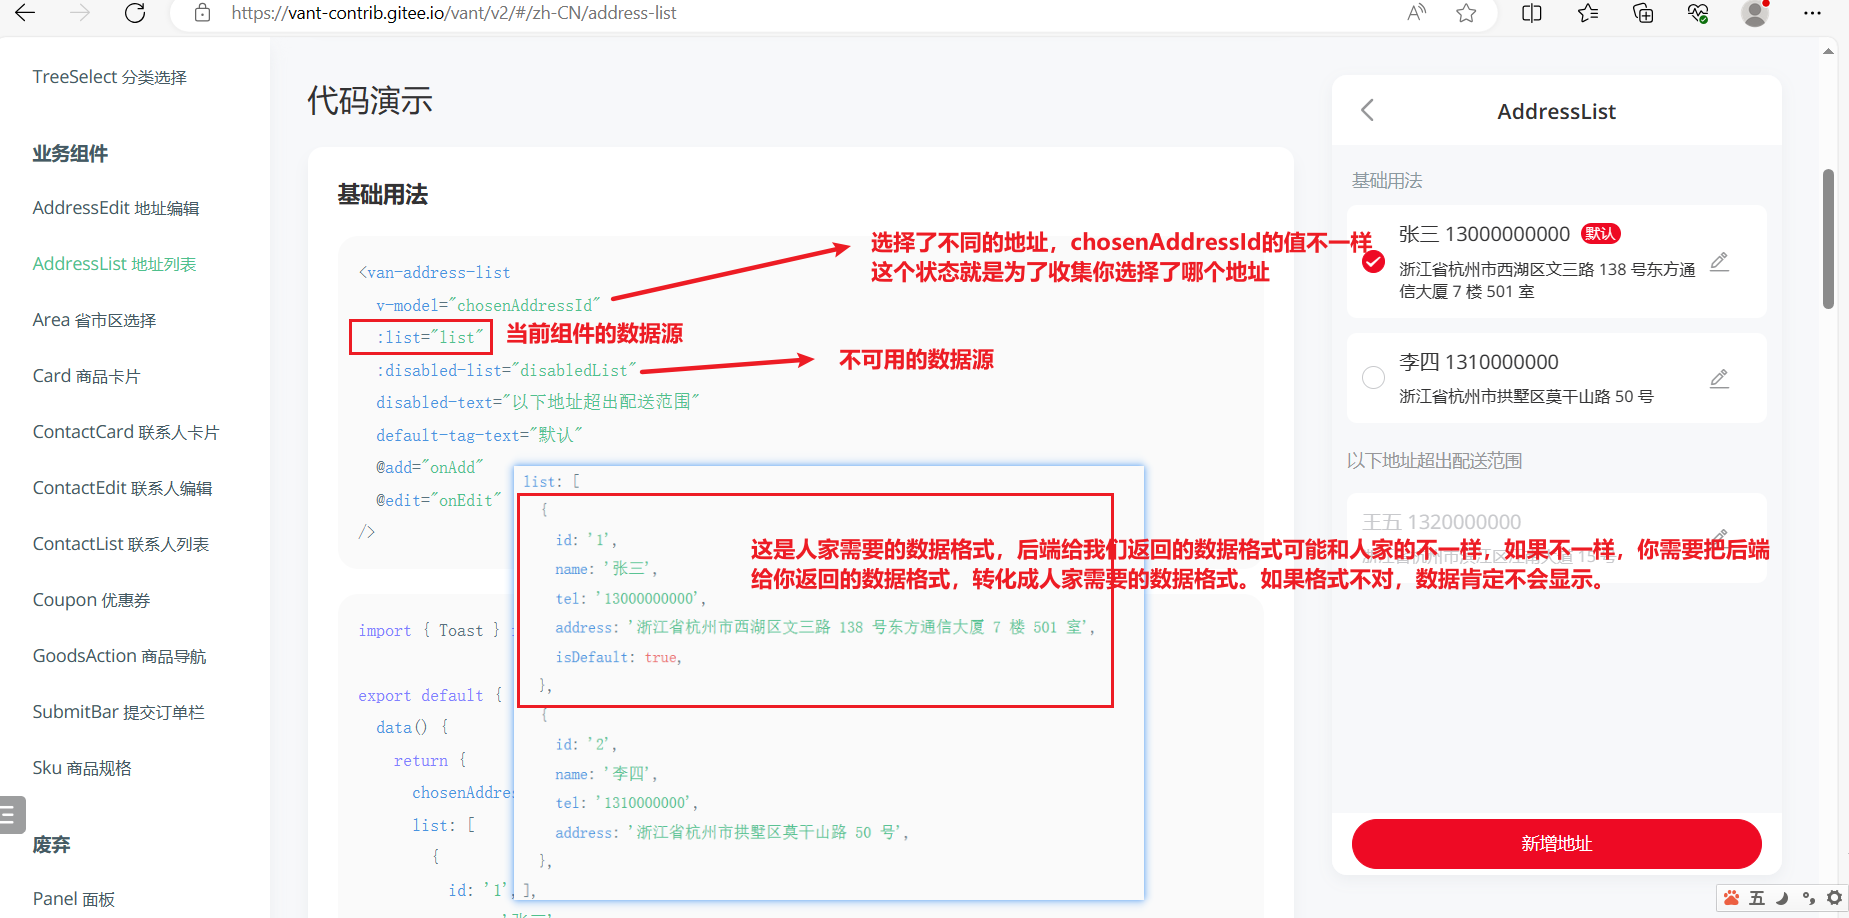 https://vant-contrib.gitee.io/vant/v2/#/zh-CN/address-list
TreeSelect 分类选择
业务组件
AddressEdit 地址编辑
AddressList 地址列表
Area 省市区选择
Card 商品卡片
ContactCard 联系人卡片
ContactEdit 联系人编辑
ContactList 联系人列表
Coupon 优惠券
GoodsAction 商品导航
SubmitBar 提交订单栏
Sku 商品规格
废弃
Panel 面板
代码演示
基础用法
<van-address-list
v-model="chosenAddressId"
:list="list"
:disabled-list="disabledList"
disabled-text="以下地址超出配送范围"
default-tag-text="默认"
@add="onAdd"
@edit="onEdit"
/>
选择了不同的地址，chosenAddressId的值不一样
这个状态就是为了收集你选择了哪个地址
当前组件的数据源
不可用的数据源
import { Toast }
export default {
data() {
return {
chosenAddres
list: [
{
id: '1',
list: [
{
id: '1',
name: '张三',
tel: '13000000000',
address: '浙江省杭州市西湖区文三路 138 号东方通信大厦 7 楼 501 室',
isDefault: true,
},
{
id: '2',
name: '李四',
tel: '1310000000',
address: '浙江省杭州市拱墅区莫干山路 50 号',
},
],
这是人家需要的数据格式，后端给我们返回的数据格式可能和人家的不一样，如果不一样，你需要把后端
给你返回的数据格式，转化成人家需要的数据格式。如果格式不对，数据肯定不会显示。
AddressList
基础用法
张三 13000000000 默认
浙江省杭州市西湖区文三路 138 号东方通
信大厦 7 楼 501 室
李四 1310000000
浙江省杭州市拱墅区莫干山路 50 号
以下地址超出配送范围
王五 1320000000
新增地址
五